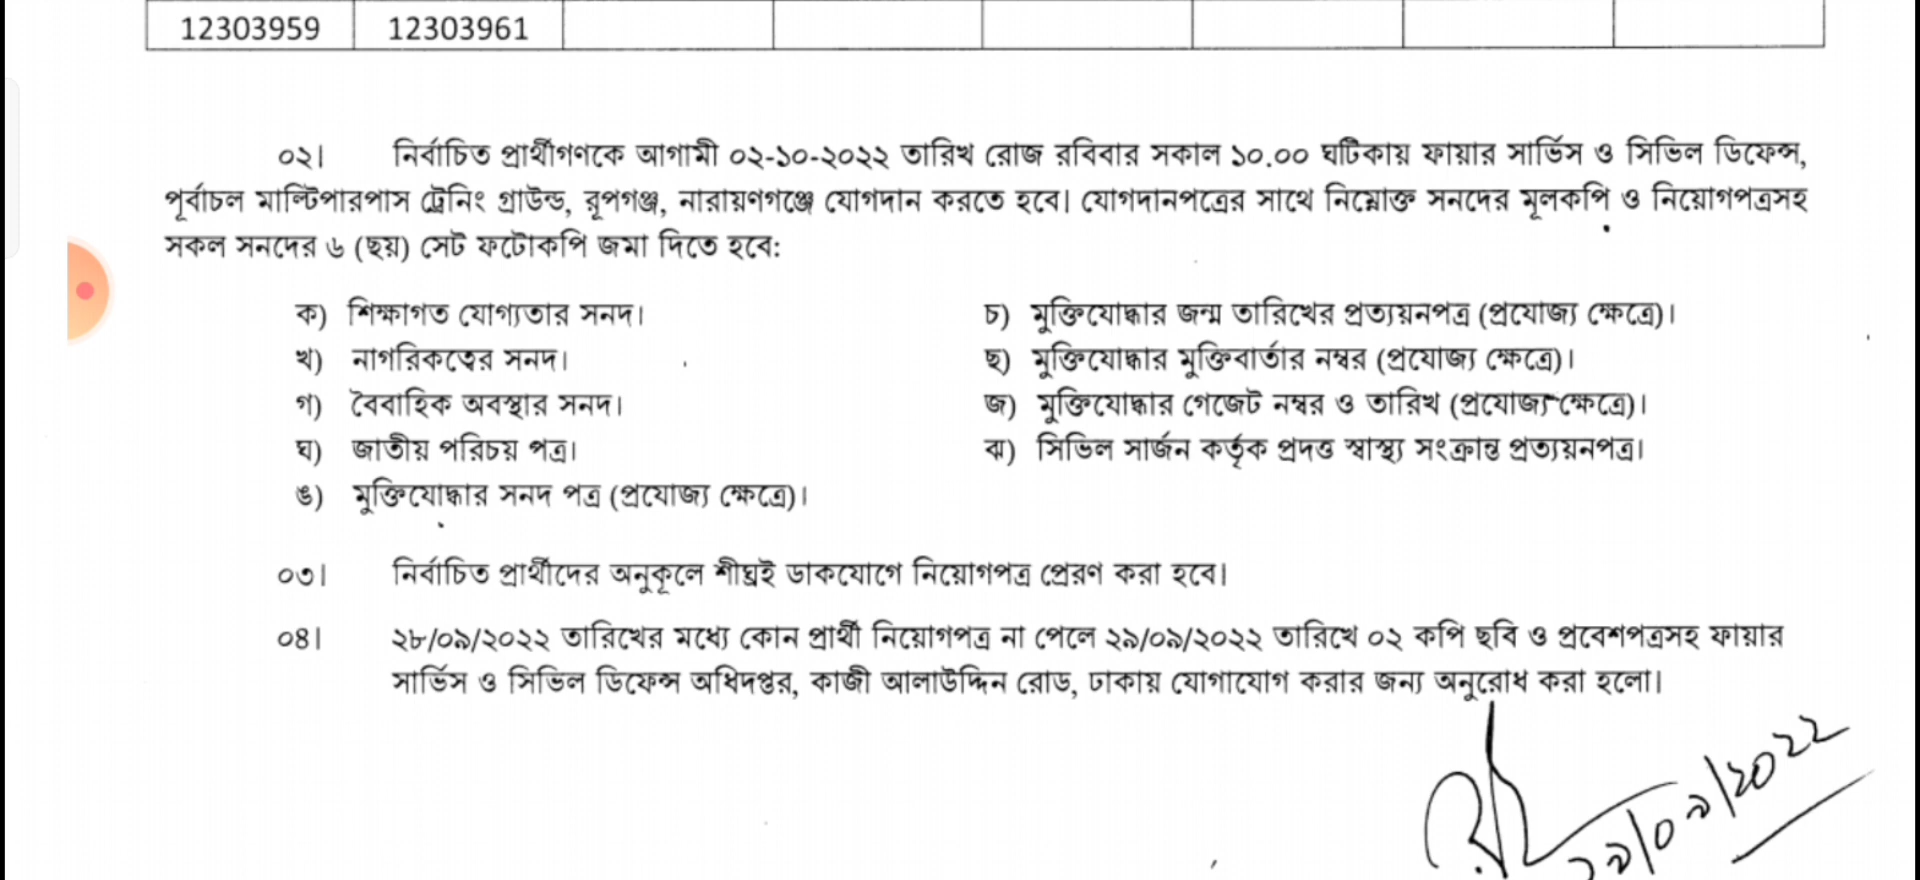 12303959 12303961
০২। নির্বাচিত প্রার্থীগণকে আগামী ০২-১০-২০২২ তারিখ রোজ রবিবার সকাল ১০.০০ ঘটিকায় ফায়ার সার্ভিস ও সিভিল ডিফেন্স,
পূর্বাচল মাল্টিপারপাস ট্রেনিং গ্রাউন্ড, রূপগঞ্জ, নারায়ণগঞ্জে যোগদান করতে হবে। যোগদানপত্রের সাথে নিম্নোক্ত সনদের মূলকপি ও নিয়োগপত্রসহ
সকল সনদের ৬ (ছয়) সেট ফটোকপি জমা দিতে হবে:
ক) শিক্ষাগত যোগ্যতার সনদ।
খ) নাগরিকত্বের সনদ।
গ) বৈবাহিক অবস্থার সনদ।
ঘ) জাতীয় পরিচয় পত্র।
ঙ) মুক্তিযোদ্ধার সনদ পত্র (প্রযোজ্য ক্ষেত্রে)।
চ) মুক্তিযোদ্ধার জন্ম তারিখের প্রত্যয়নপত্র (প্রযোজ্য ক্ষেত্রে)।
ছ) মুক্তিযোদ্ধার মুক্তিবার্তার নম্বর (প্রযোজ্য ক্ষেত্রে)।
জ) মুক্তিযোদ্ধার গেজেট নম্বর ও তারিখ (প্রযোজ্য ক্ষেত্রে)।
ঝ) সিভিল সার্জন কর্তৃক প্রদত্ত স্বাস্থ্য সংক্রান্ত প্রত্যয়নপত্র।
০৩। নির্বাচিত প্রার্থীদের অনুকূলে শীঘ্রই ডাকযোগে নিয়োগপত্র প্রেরণ করা হবে।
০৪। ২৮/০৯/২০২২ তারিখের মধ্যে কোন প্রার্থী নিয়োগপত্র না পেলে ২৯/০৯/২০২২ তারিখে ০২ কপি ছবি ও প্রবেশপত্রসহ ফায়ার
সার্ভিস ও সিভিল ডিফেন্স অধিদপ্তর, কাজী আলাউদ্দিন রোড, ঢাকায় যোগাযোগ করার জন্য অনুরোধ করা হলো।